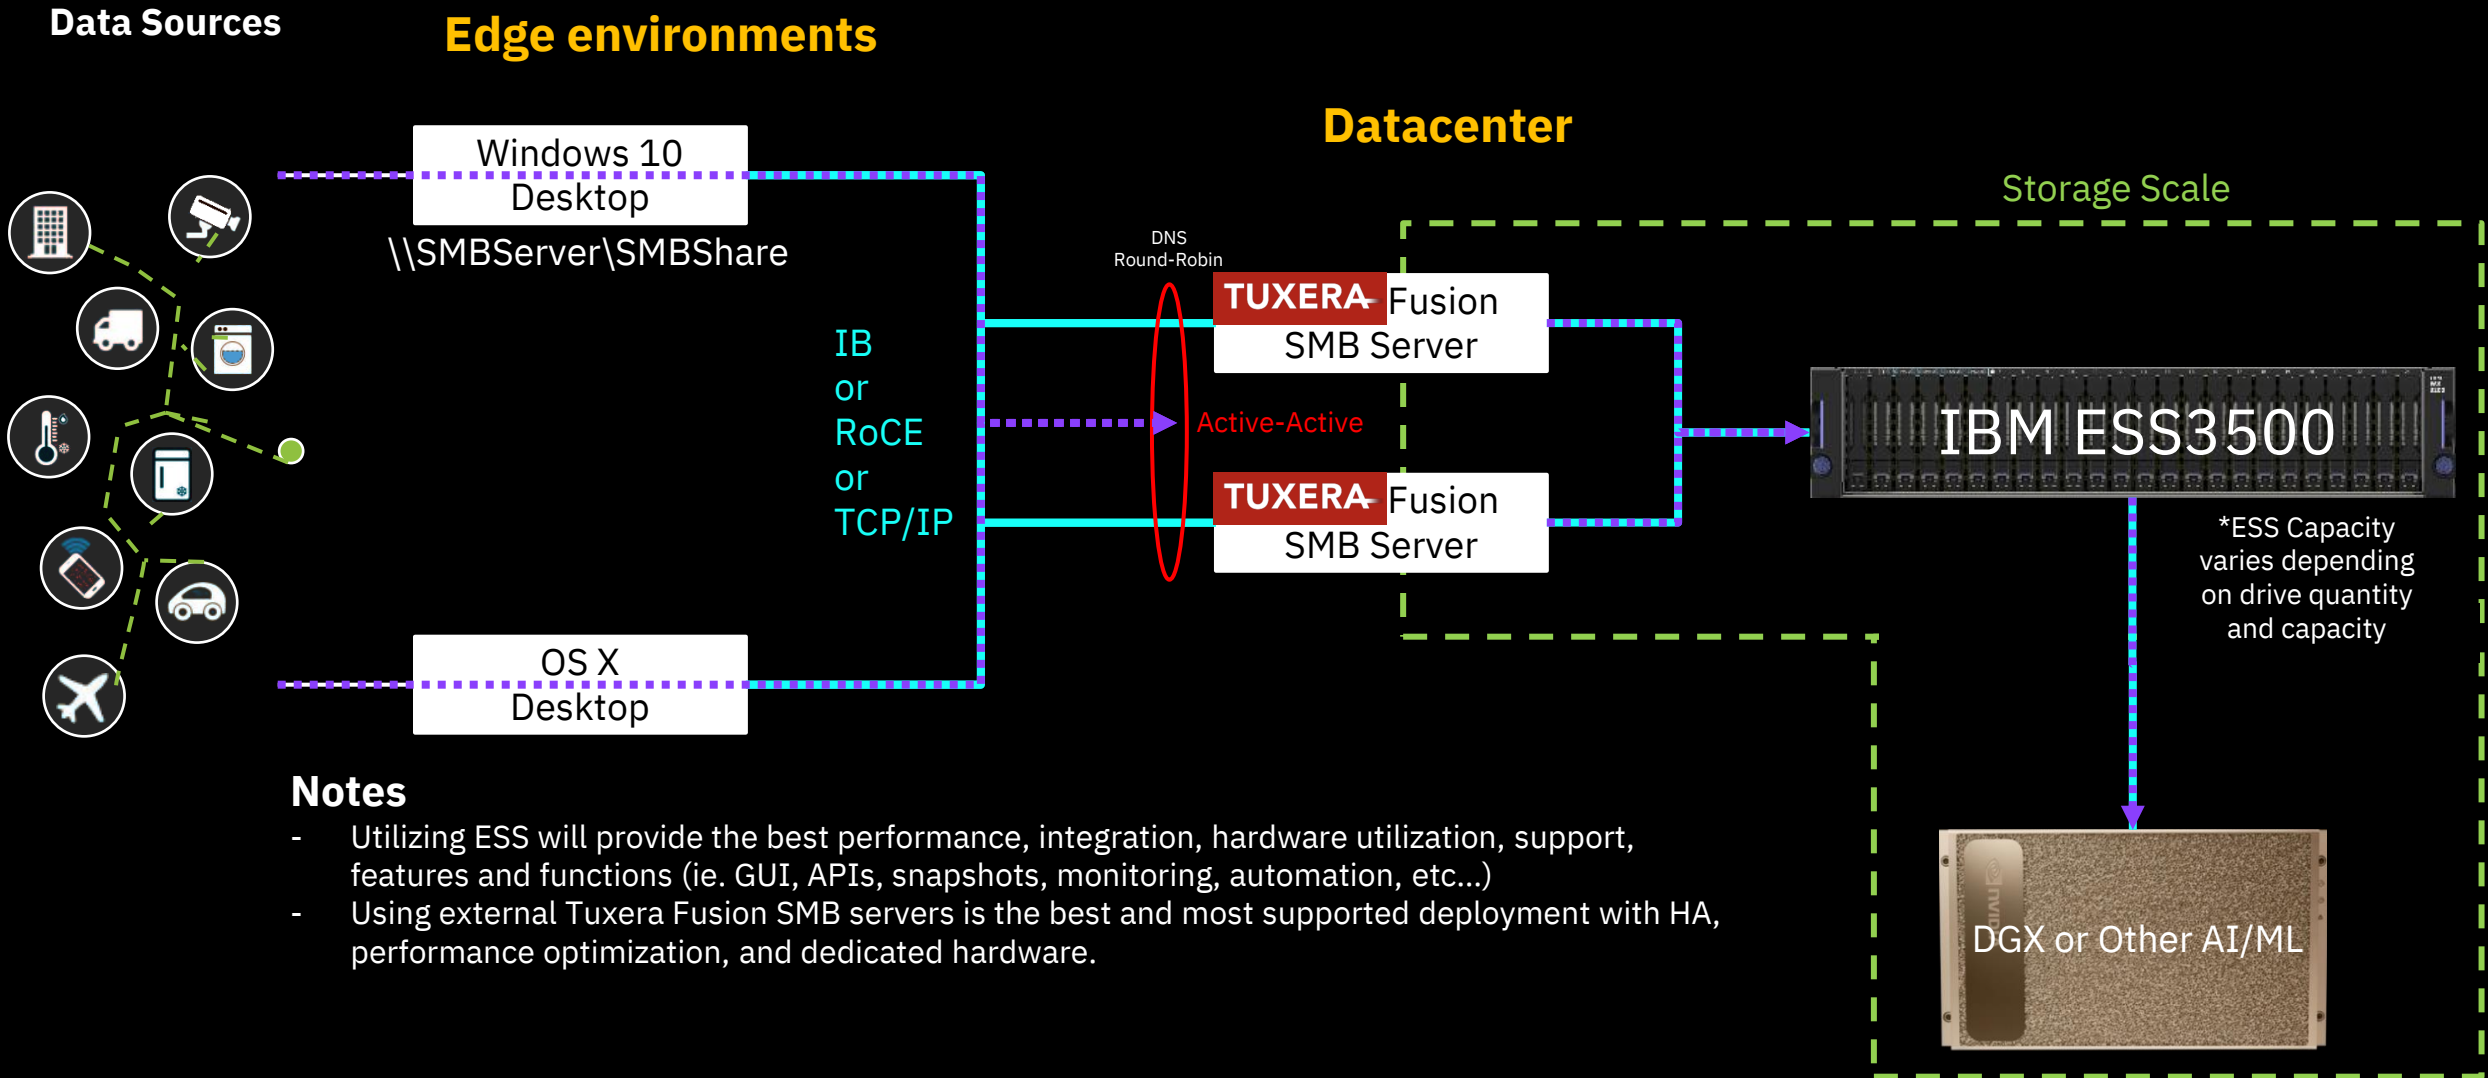 Data Sources
Edge environments
Datacenter
Windows 10
Desktop
\\SMBServer\SMBShare
Storage Scale
DNS
Round-Robin
TUXERA Fusion
SMB Server
IB
or
RoCE
or
TCP/IP
Active-Active
TUXERA Fusion
SMB Server
IBM ESS3500
*ESS Capacity
varies depending
on drive quantity
and capacity
OS X
Desktop
Notes
- Utilizing ESS will provide the best performance, integration, hardware utilization, support,
features and functions (ie. GUI, APIs, snapshots, monitoring, automation, etc...)
- Using external Tuxera Fusion SMB servers is the best and most supported deployment with HA,
performance optimization, and dedicated hardware.
DGX or Other AI/ML